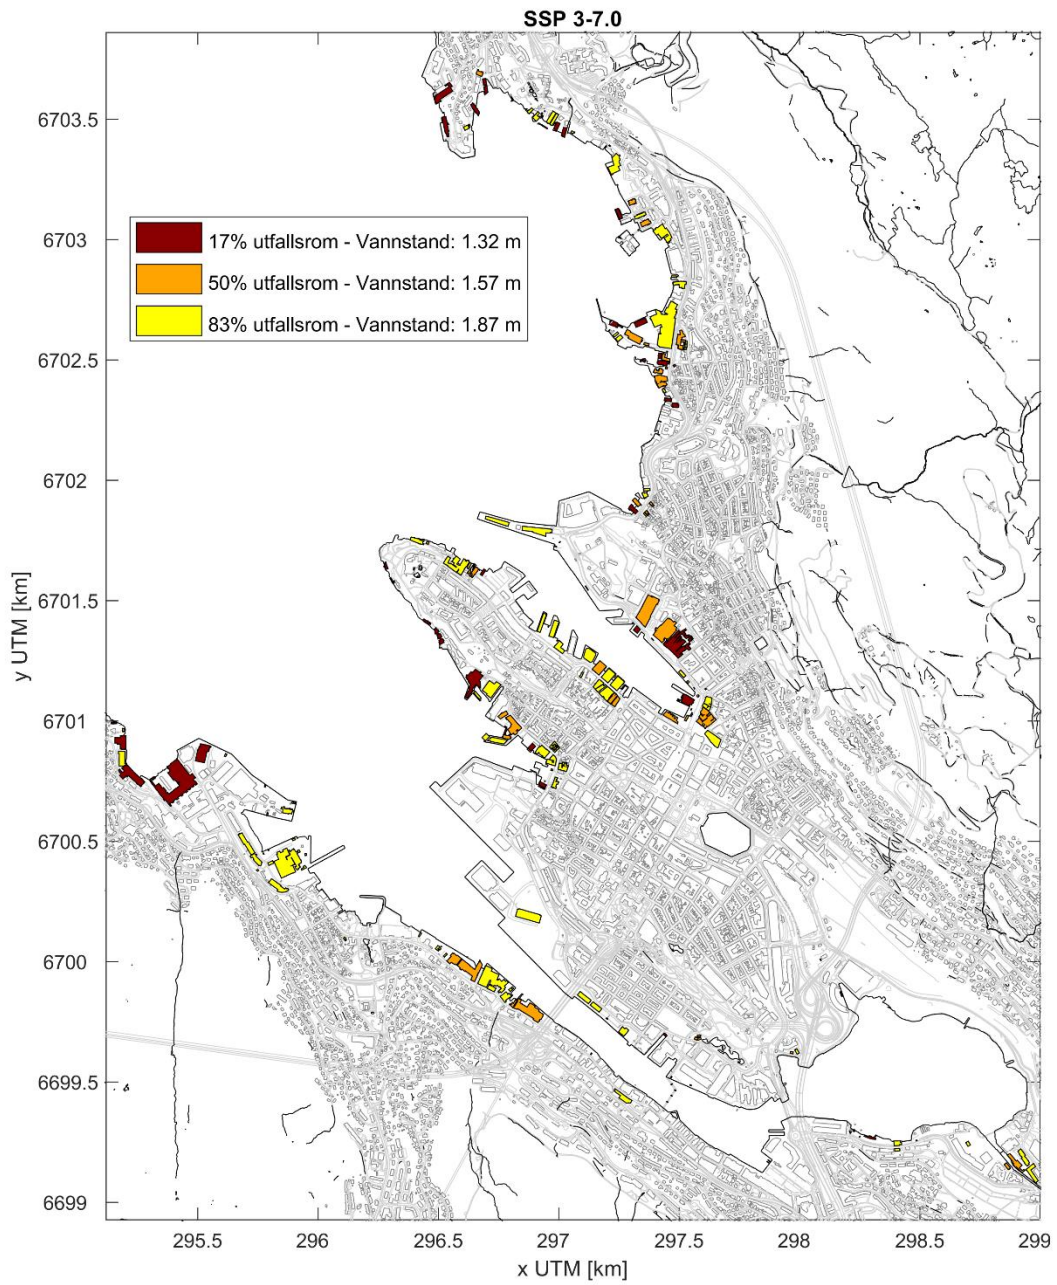 SSP 3-7.0
6703.5
6703
6702.5
6702
6701.5
6701
6700.5
6700
6699.5
6699
y UTM [km]
17% utfallsrom - Vannstand: 1.32 m
50% utfallsrom - Vannstand: 1.57 m
83% utfallsrom - Vannstand: 1.87 m
295.5 296 296.5 297 297.5 298 298.5 299
x UTM [km]